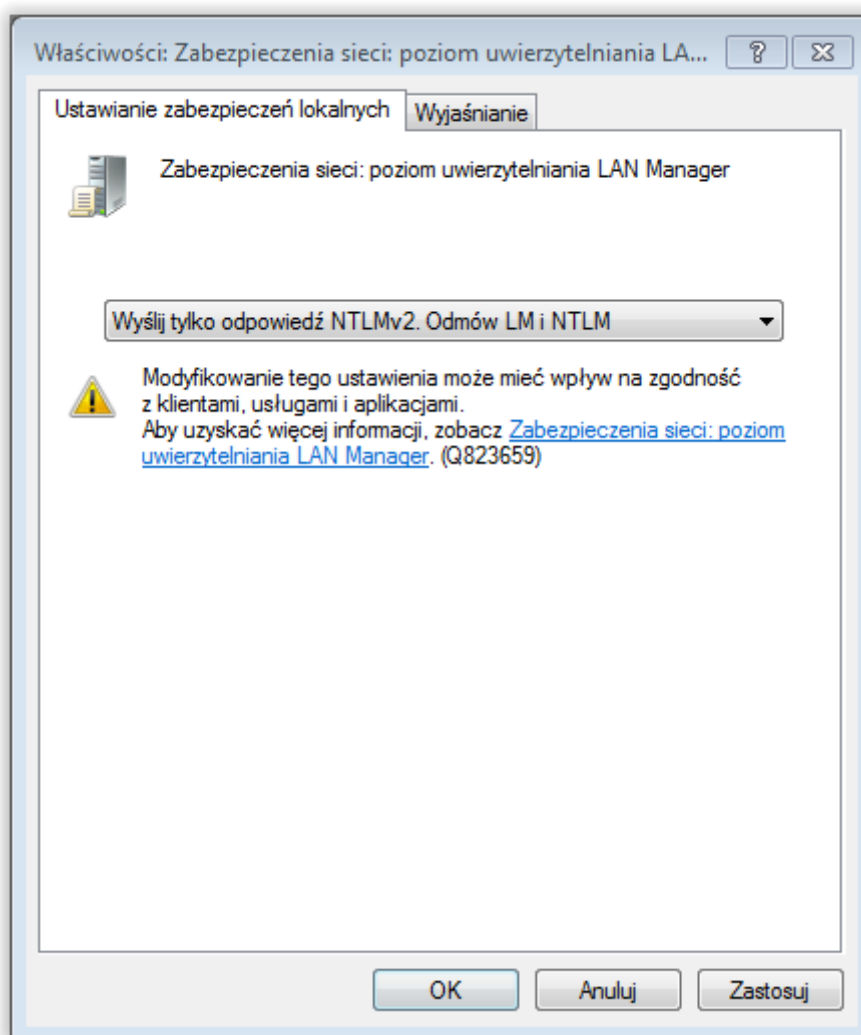 Właściwości: Zabezpieczenia sieci: poziom uwierzytelniania LA...
Ustawianie zabezpieczeń lokalnych
Wyjaśnianie
Zabezpieczenia sieci: poziom uwierzytelniania LAN Manager
Wyślij tylko odpowiedź NTLMv2. Odmów LM i NTLM
Modyfikowanie tego ustawienia może mieć wpływ na zgodność
z klientami, usługami i aplikacjami.
Aby uzyskać więcej informacji, zobacz Zabezpieczenia sieci: poziom
uwierzytelniania LAN Manager. (Q823659)
OK
Anuluj
Zastosuj